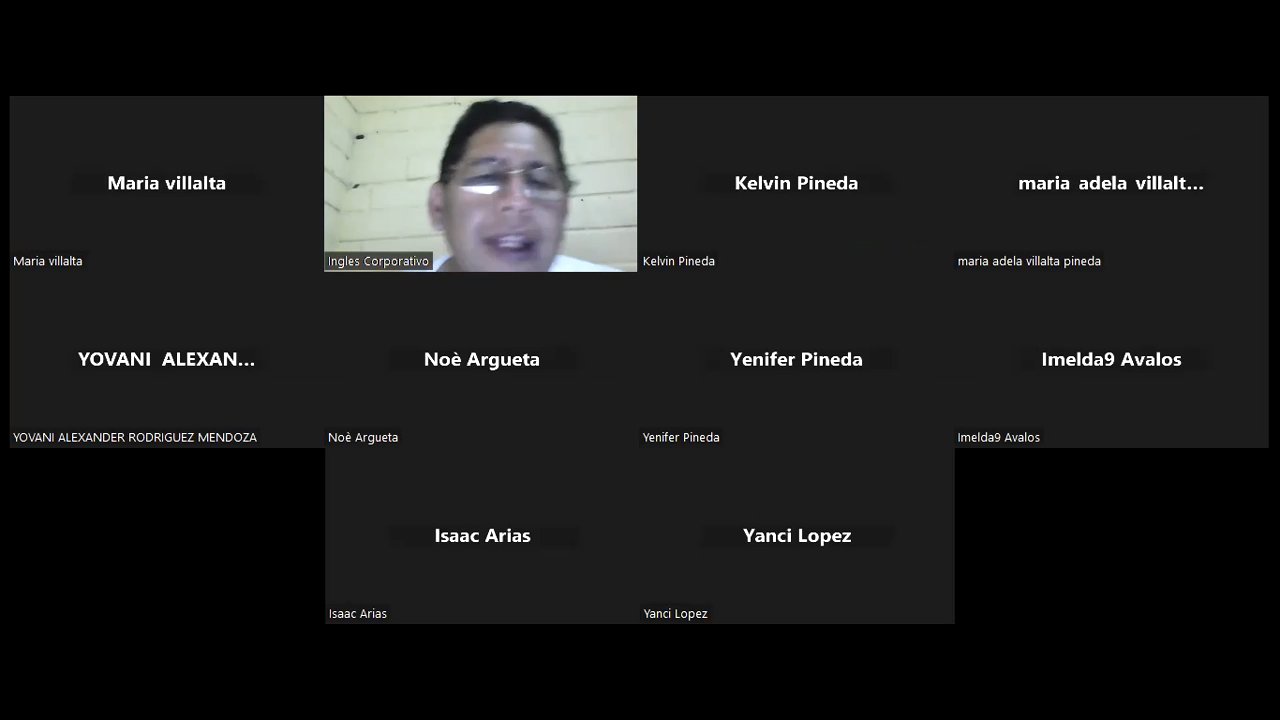 Maria villalta
Maria villalta
Ingles Corporativo
Kelvin Pineda
Kelvin Pineda
maria adela villalt...
maria adela villalta pineda
YOVANI ALEXAN...
YOVANI ALEXANDER RODRIGUEZ MENDOZA
Noè Argueta
Noè Argueta
Yenifer Pineda
Yenifer Pineda
Imelda9 Avalos
Imelda9 Avalos
Isaac Arias
Isaac Arias
Yanci Lopez
Yanci Lopez